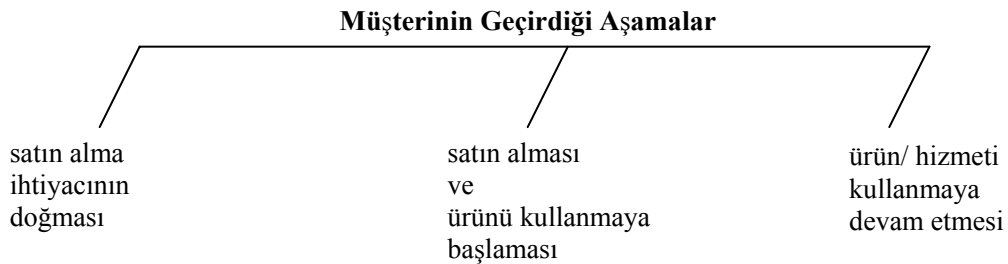 Müşterinin Geçirdiği Aşamalar
satın alma
ihtiyacının
doğması
satın alması
ve
ürünü kullanmaya
başlaması
ürün/ hizmeti
kullanmaya
devam etmesi